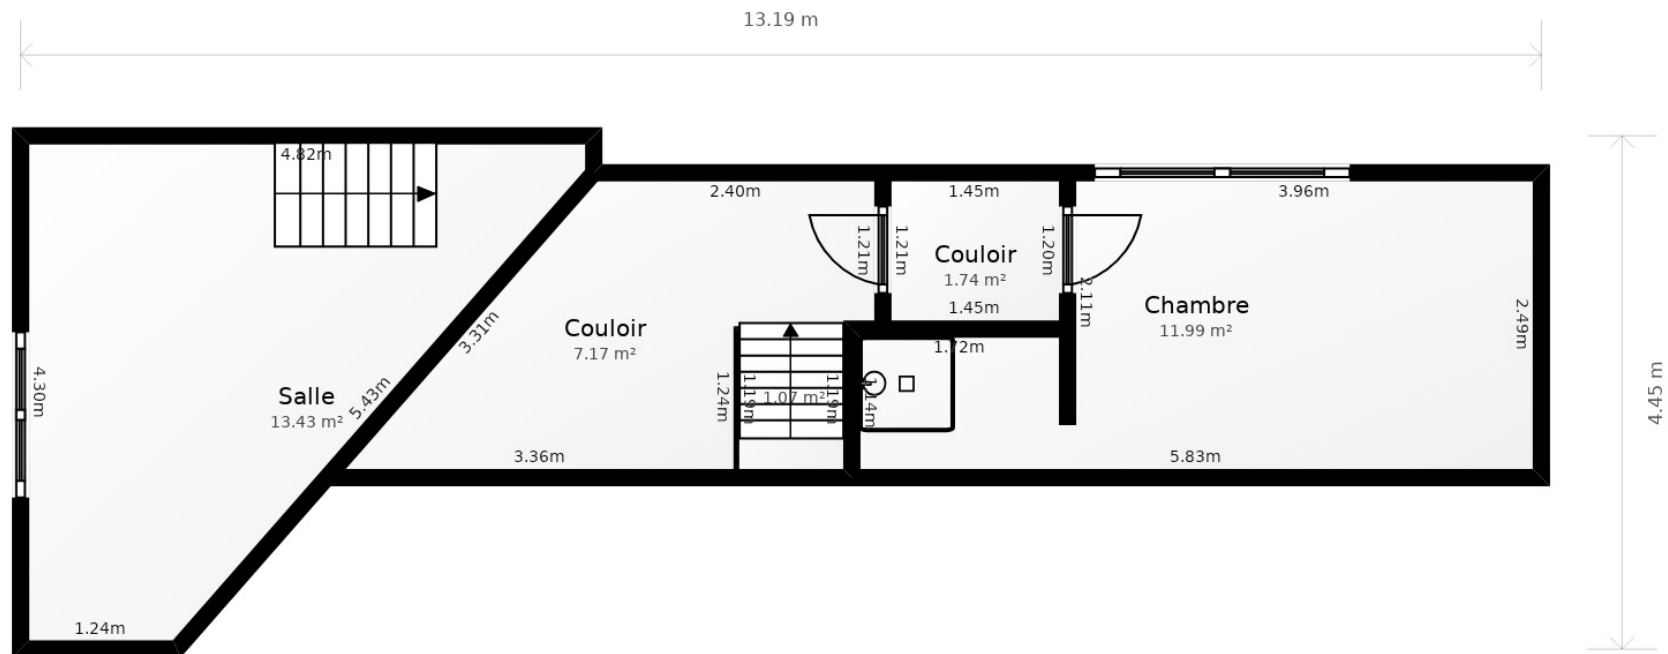 13.19 m
4.82m
2.40m
1.45m
3.96m
1.21m
1.21m
1.20m
Couloir
1.74 m²
1.45m
2.11m
Chambre
11.99 m²
2.49m
3.31m
Couloir
7.17 m²
1.72m
4.30m
Salle
13.43 m²
5.43m
1.24m
1.19m
1.07 m²
1.19m
1.14m
4.45 m
3.36m
5.83m
1.24m